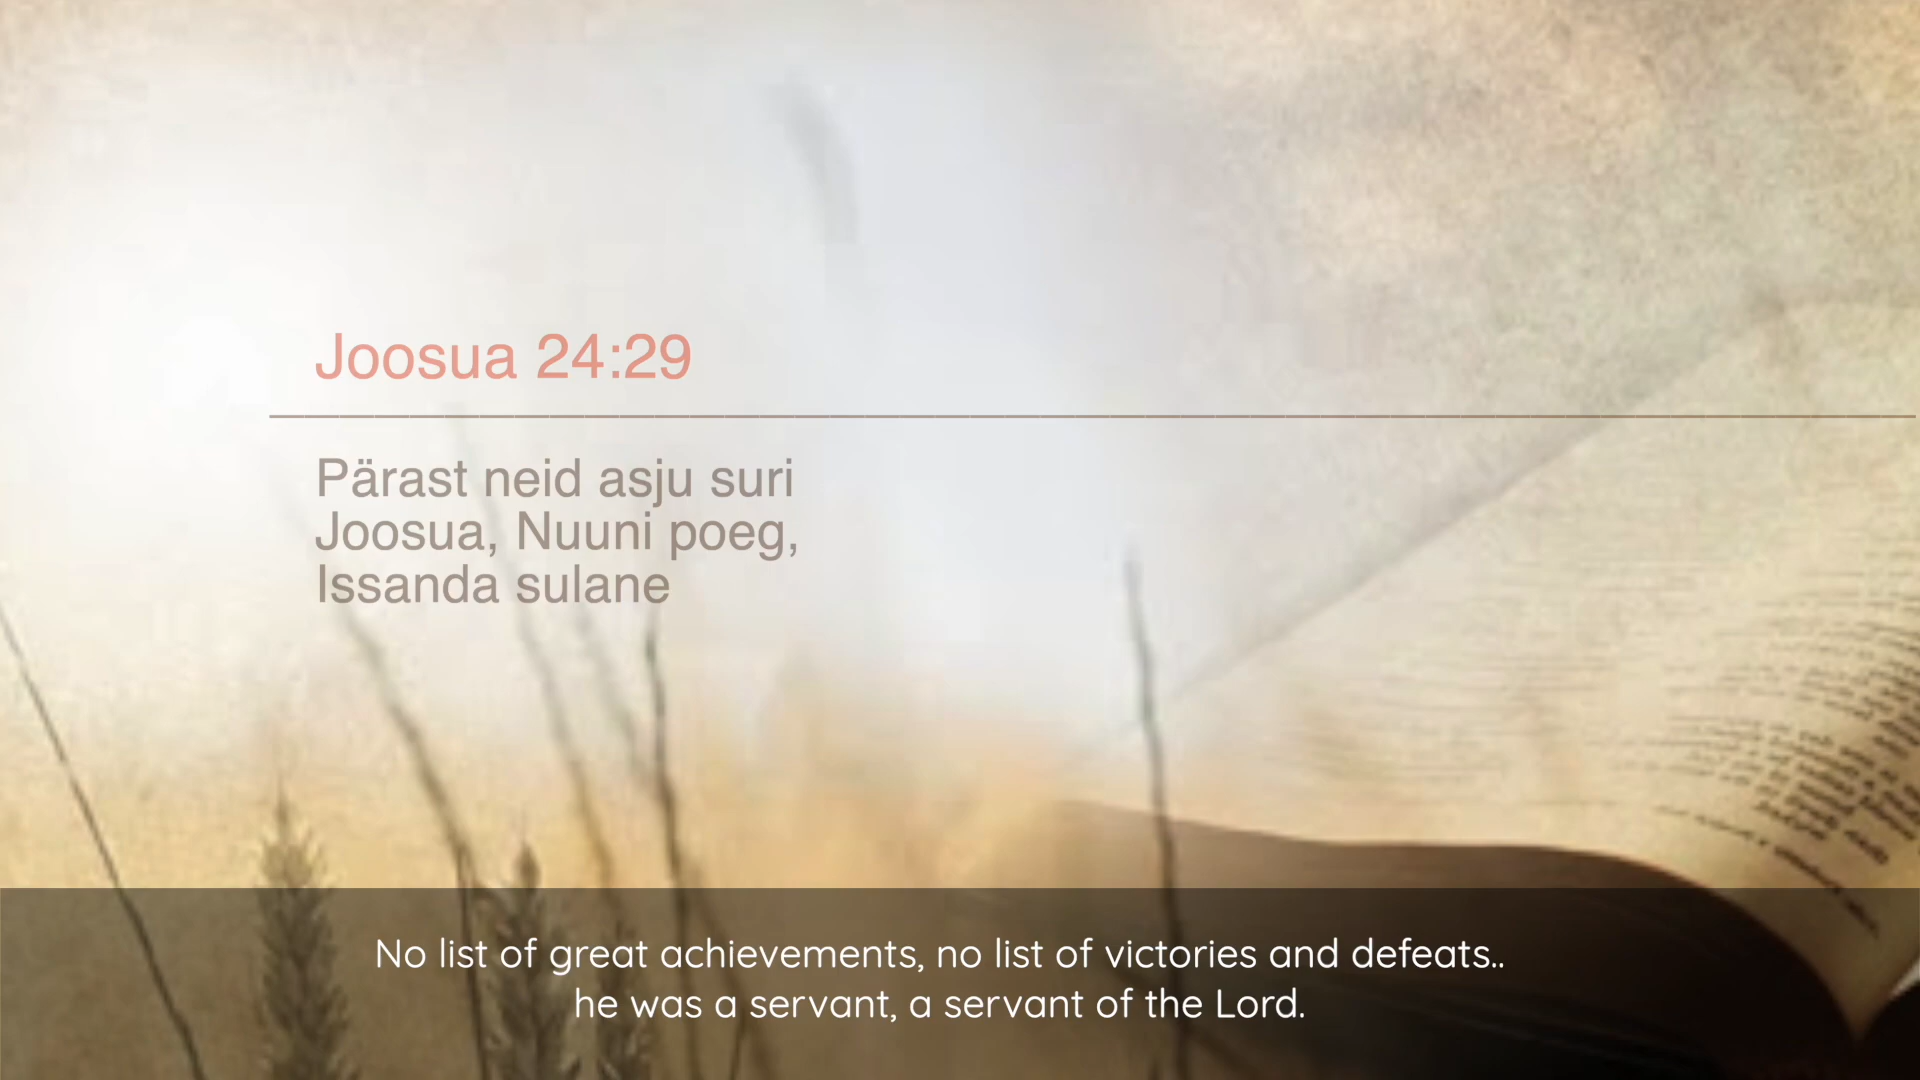 Joosua 24:29
Pärast neid asju suri
Joosua, Nuuni poeg,
Issanda sulane
No list of great achievements, no list of victories and defeats..
he was a servant, a servant of the Lord.